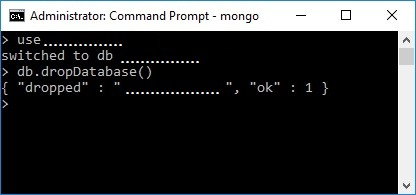 Administrator: Command Prompt - mongo
> use ................
switched to db ................
> db.dropDatabase()
{ "dropped" : " ................... ", "ok" : 1 }
>